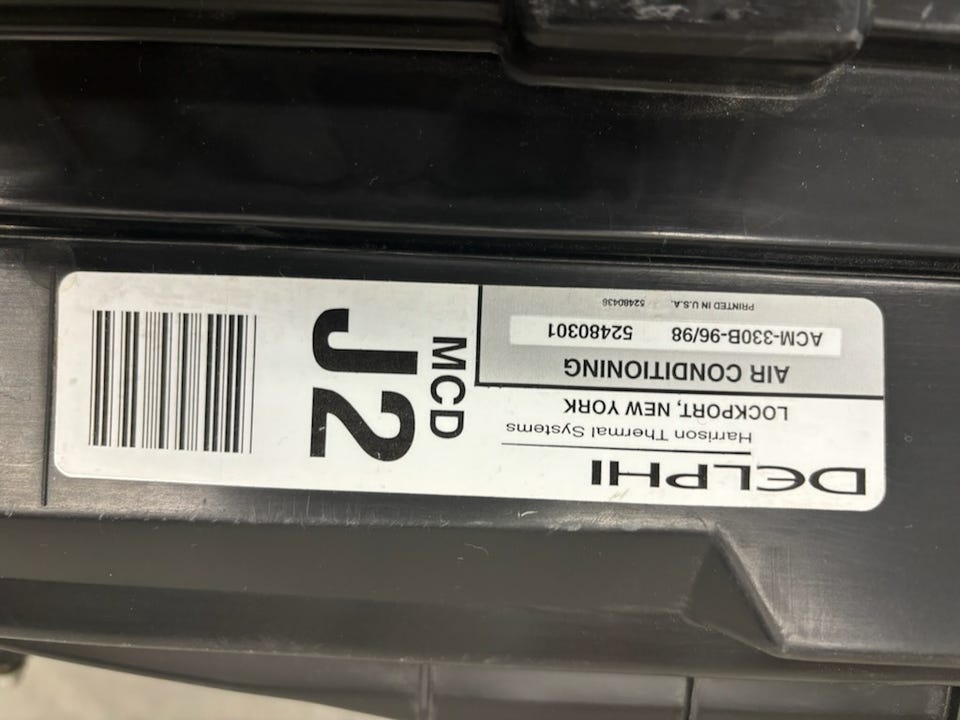 DELPHI
Harrison Thermal Systems
LOCKPORT, NEW YORK
AIR CONDITIONING
ACM-330B-96/98 52480301
PRINTED IN U.S.A. 52480436
MCD
J2